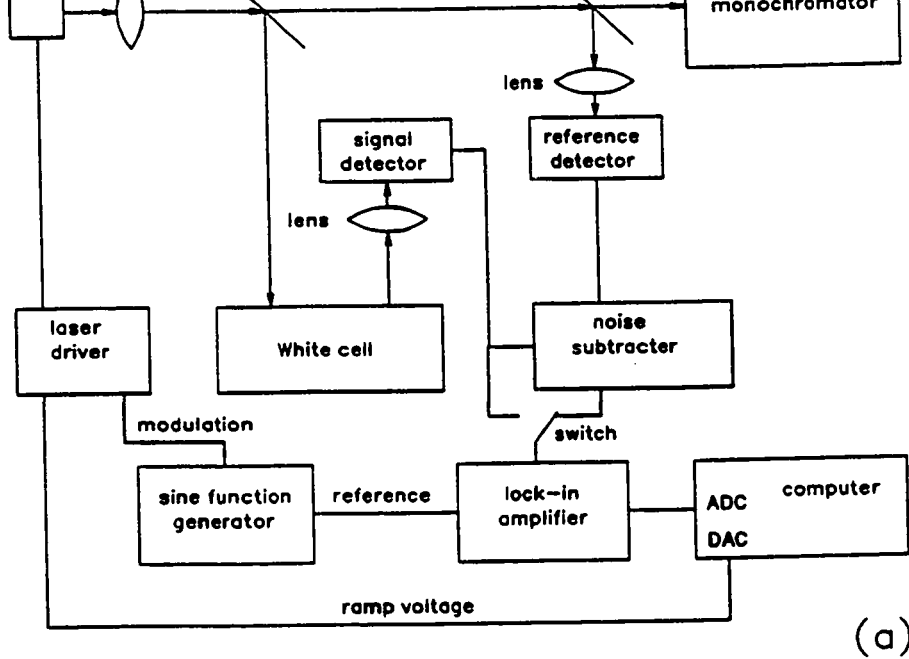 monochromator
lens
reference
detector
signal
detector
lens
laser
driver
White cell
noise
subtracter
modulation
switch
sine function
generator
reference
lock-in
amplifier
ADC
computer
DAC
ramp voltage
(a)